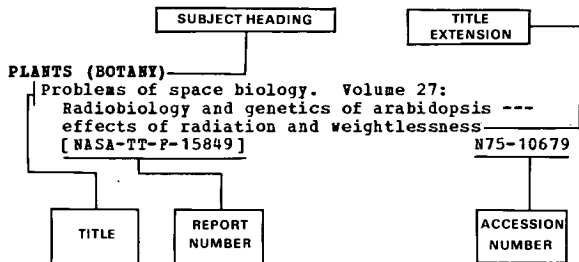 SUBJECT HEADING
TITLE
EXTENSION
PLANTS (BOTANY)
Problems of space biology. Volume 27:
Radiobiology and genetics of arabidopsis ---
effects of radiation and weightlessness
[NASA-TT-F-15849] N75-10679
TITLE
REPORT
NUMBER
ACCESSION
NUMBER